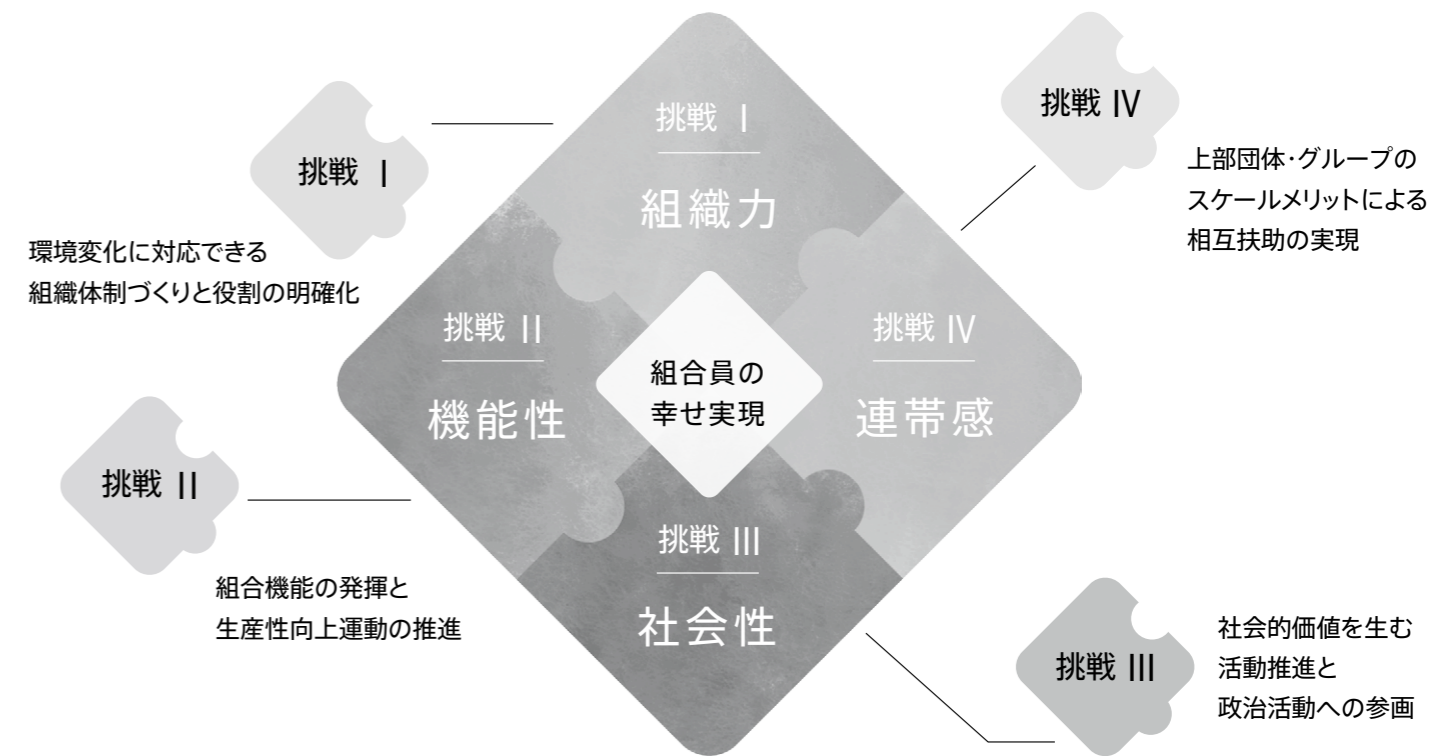 挑戦 I
環境変化に対応できる
組織体制づくりと役割の明確化
挑戦 II
組合機能の発揮と
生産性向上運動の推進
挑戦 I
組織力
挑戦 II
機能性
組合員の
幸せ実現
挑戦 IV
連帯感
挑戦 III
社会性
挑戦 IV
上部団体・グループの
スケールメリットによる
相互扶助の実現
挑戦 III
社会的価値を生む
活動推進と
政治活動への参画